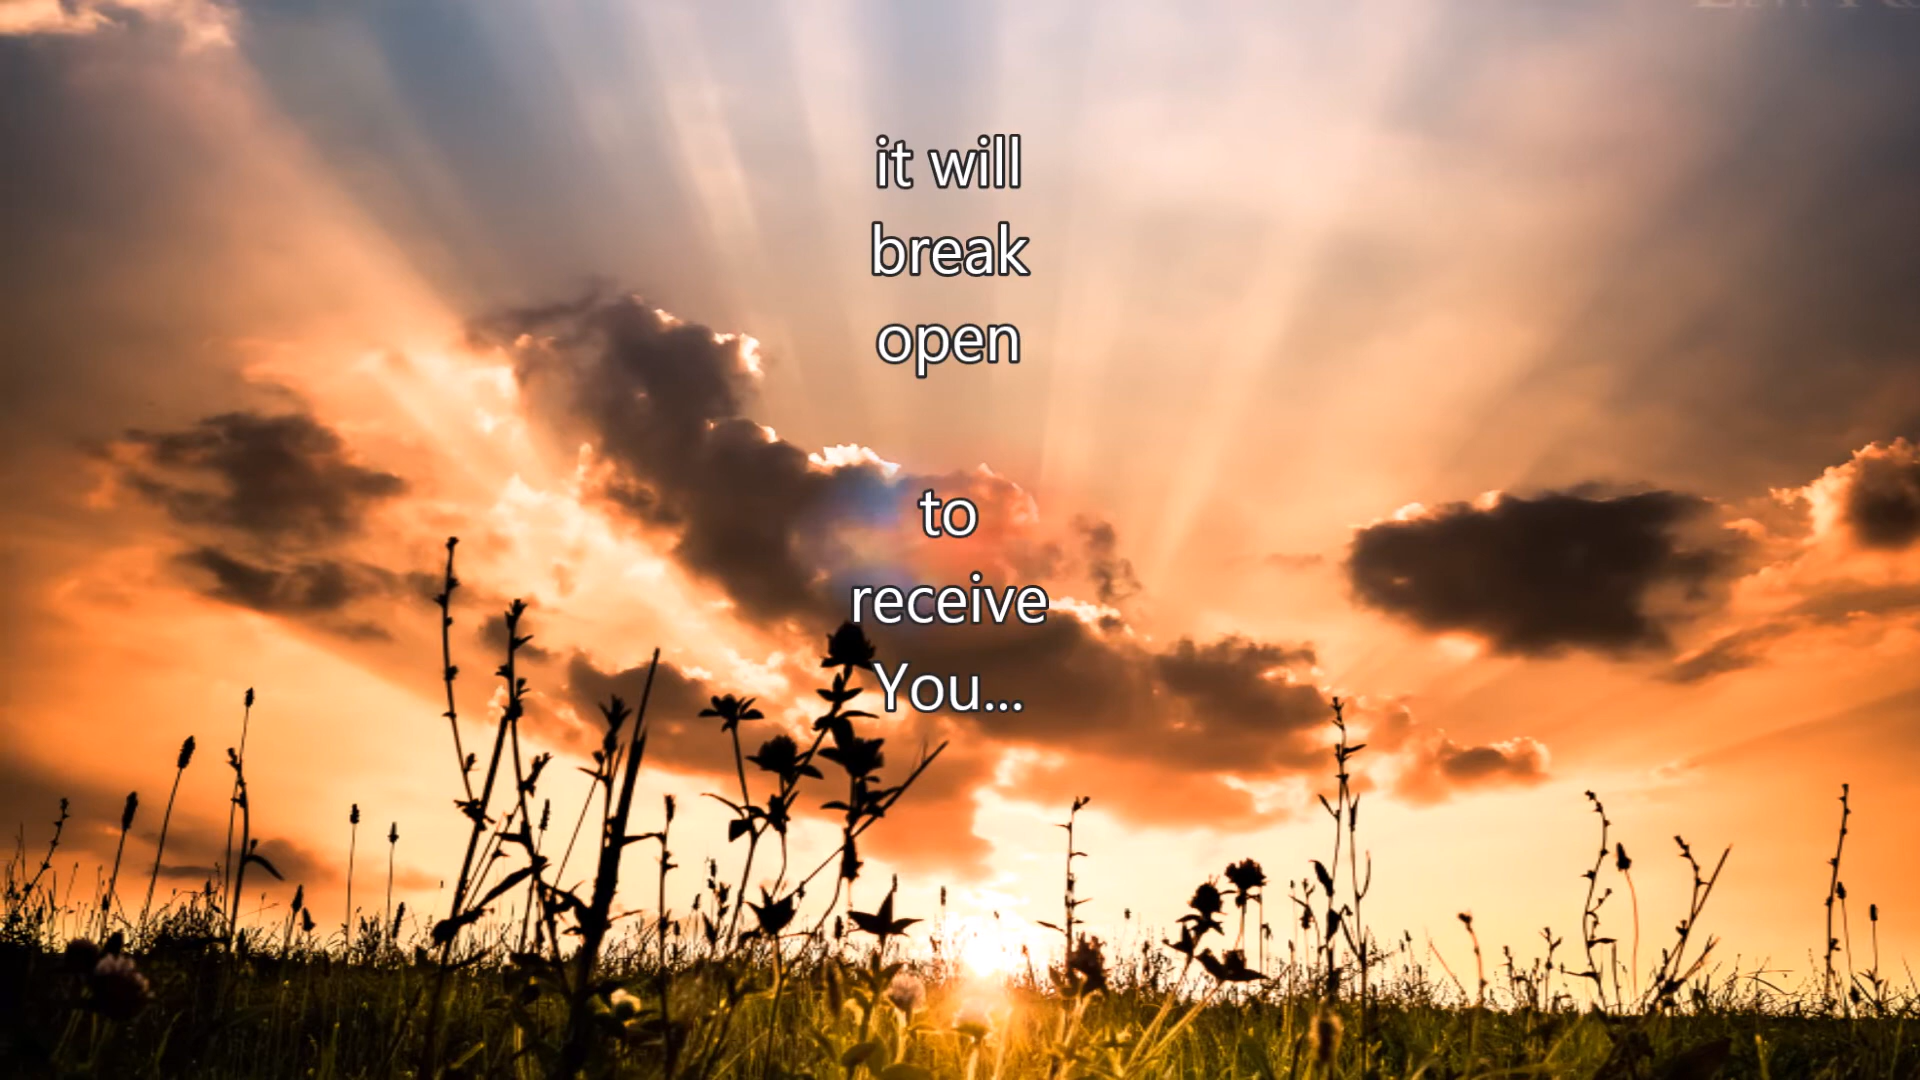 it will
break
open
to
receive
You...